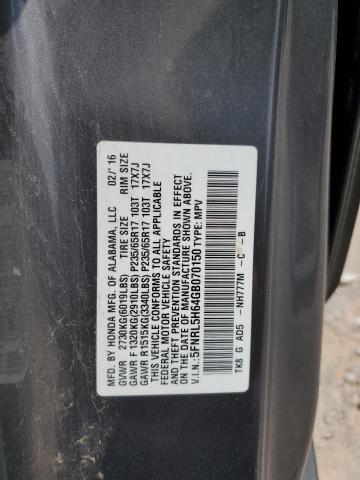 MFD. BY HONDA MFG. OF ALABAMA, LLC 02/'16
GVWR 2730KG(6019LBS) TIRE SIZE RIM SIZE
GAWR F 1320KG(2910LBS) P235/65R17 103T 17X7J
GAWR R1515KG(3340LBS) P235/65R17 103T 17X7J
THIS VEHICLE CONFORMS TO ALL APPLICABLE
FEDERAL MOTOR VEHICLE SAFETY
AND THEFT PREVENTION STANDARDS IN EFFECT
ON THE DATE OF MANUFACTURE SHOWN ABOVE.
V.I.N.:5FNRL5H64GB070150 TYPE: MPV
TK8 G AD5 -NH777M -C -B